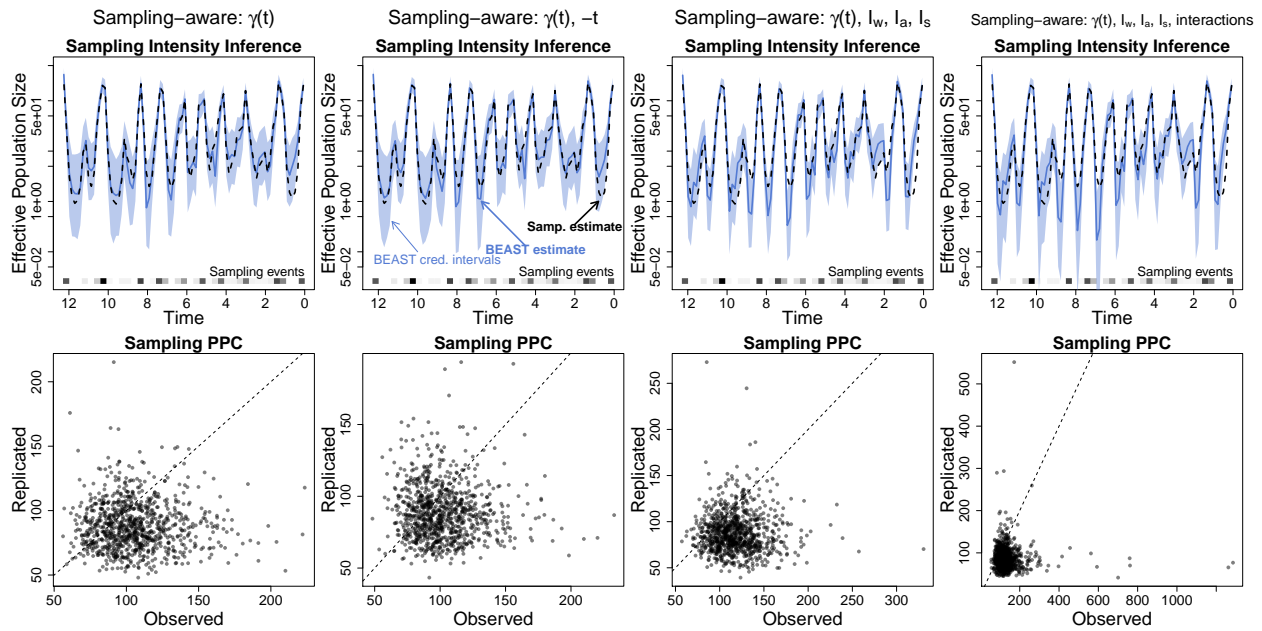 Sampling−aware: γ(t)
Sampling−aware: γ(t), −t
Sampling−aware: γ(t), Iw, Ia, Is
Sampling−aware: γ(t), Iw, Ia, Is, interactions
Sampling Intensity Inference
Sampling Intensity Inference
Sampling Intensity Inference
Sampling Intensity Inference
Effective Population Size
5e−02 1e+00 5e+01
Sampling events
12 10 8 6 4 2 0
Time
Effective Population Size
5e−02 1e+00 5e+01
Samp. estimate
BEAST estimate
BEAST cred. intervals
Sampling events
12 10 8 6 4 2 0
Time
Effective Population Size
5e−02 1e+00 5e+01
Sampling events
12 10 8 6 4 2 0
Time
Effective Population Size
5e−02 1e+00 5e+01
Sampling events
12 10 8 6 4 2 0
Time
Sampling PPC
Replicated
50 100 150 200
50 100 150 200
Observed
Sampling PPC
Replicated
50 100 150
50 100 150 200
Observed
Sampling PPC
Replicated
50 100 150 200 250
50 100 150 200 250 300
Observed
Sampling PPC
Replicated
100 200 300 400 500
200 400 600 800 1000
Observed